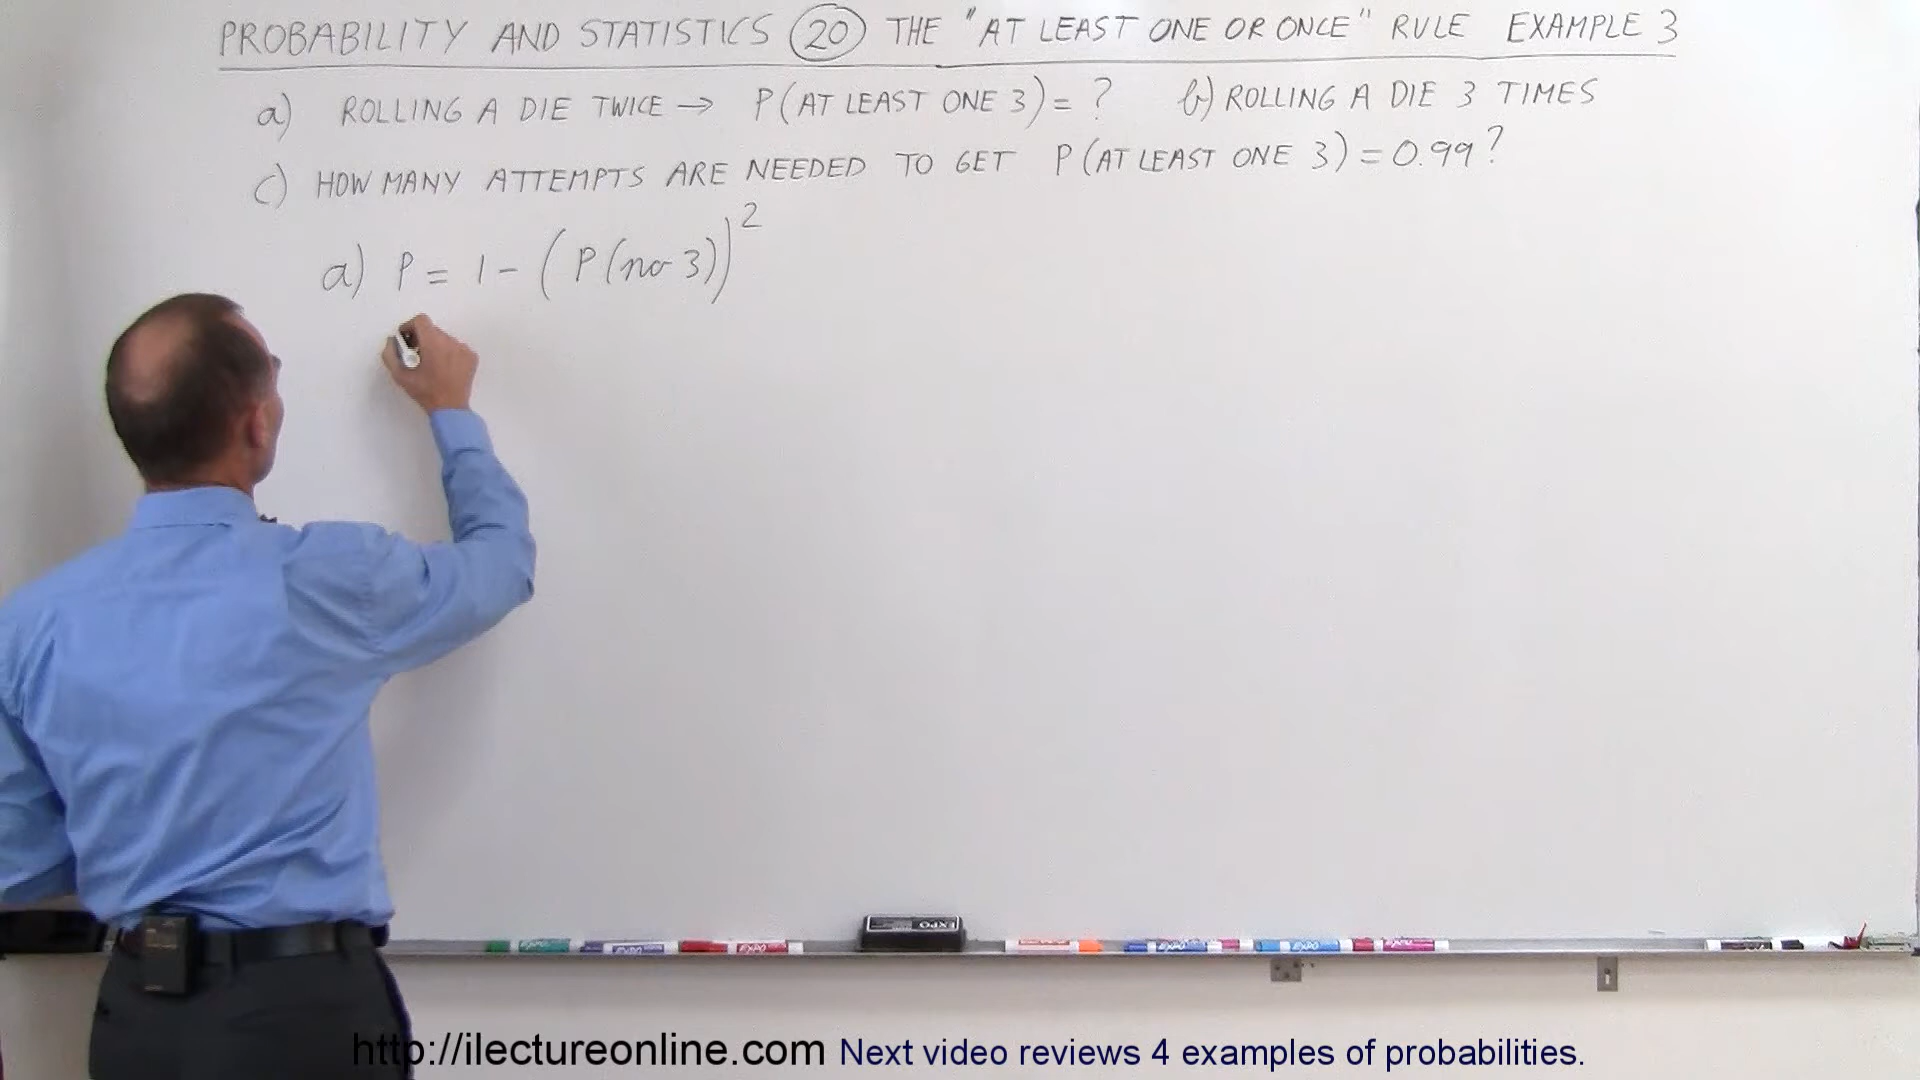 PROBABILITY AND STATISTICS 20 THE "AT LEAST ONE OR ONCE" RULE EXAMPLE 3
a) ROLLING A DIE TWICE → P(AT LEAST ONE 3) = ? b) ROLLING A DIE 3 TIMES
c) HOW MANY ATTEMPTS ARE NEEDED TO GET P(AT LEAST ONE 3) = 0.99?
a) P = 1 - (P(no 3))²
EXPO
http://ilectureonline.com Next video reviews 4 examples of probabilities.